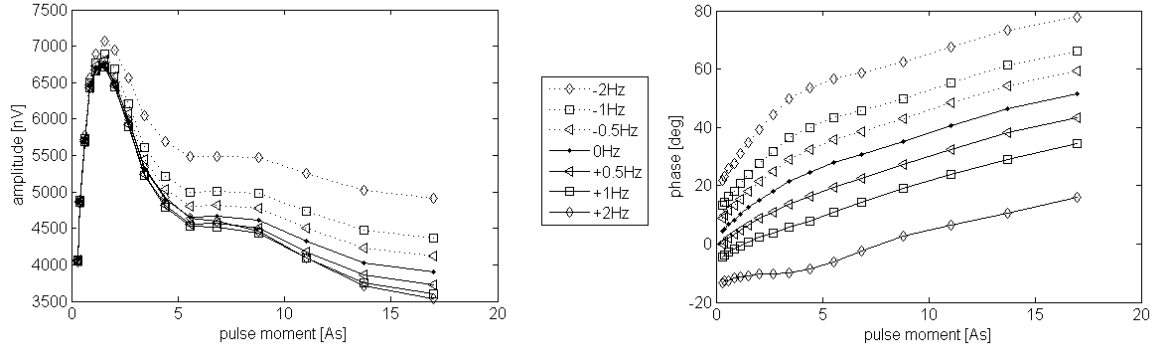 7500
7000
6500
6000
5500
5000
4500
4000
3500
amplitude [nV]
0 5 10 15 20
pulse moment [As]
-2Hz
-1Hz
-0.5Hz
0Hz
+0.5Hz
+1Hz
+2Hz
80
60
40
20
0
-20
phase [deg]
0 5 10 15 20
pulse moment [As]